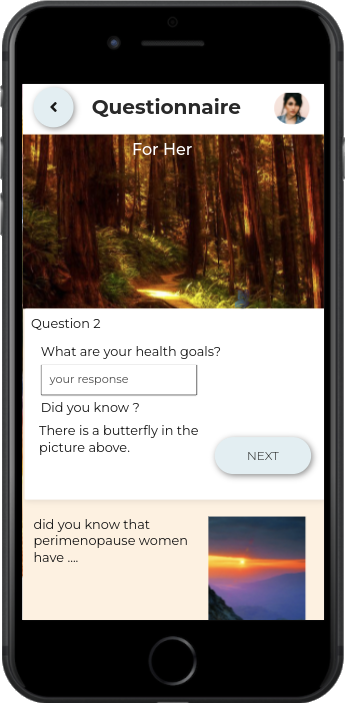 Questionnaire
For Her
Question 2
What are your health goals?
your response
Did you know ?
There is a butterfly in the
picture above.
NEXT
did you know that
perimenopause women
have ....